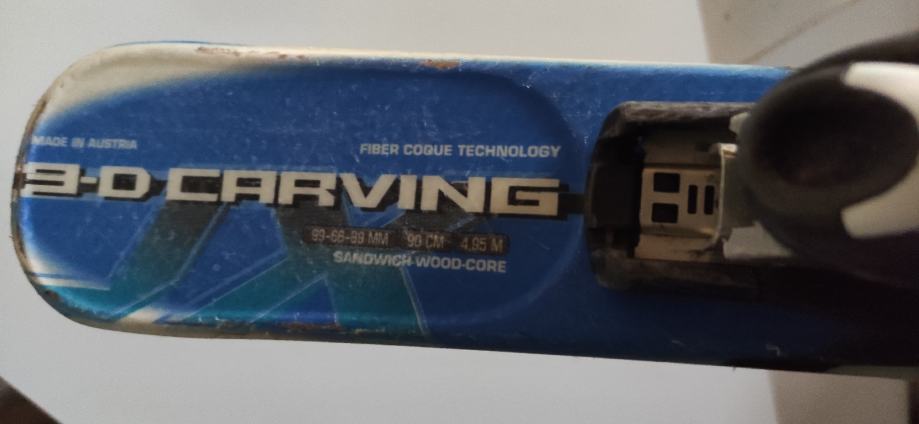 MADE IN AUSTRIA
FIBER COQUE TECHNOLOGY
3-D CARVING
99-66-89 MM 90 CM 4.95 M
SANDWICH-WOOD-CORE